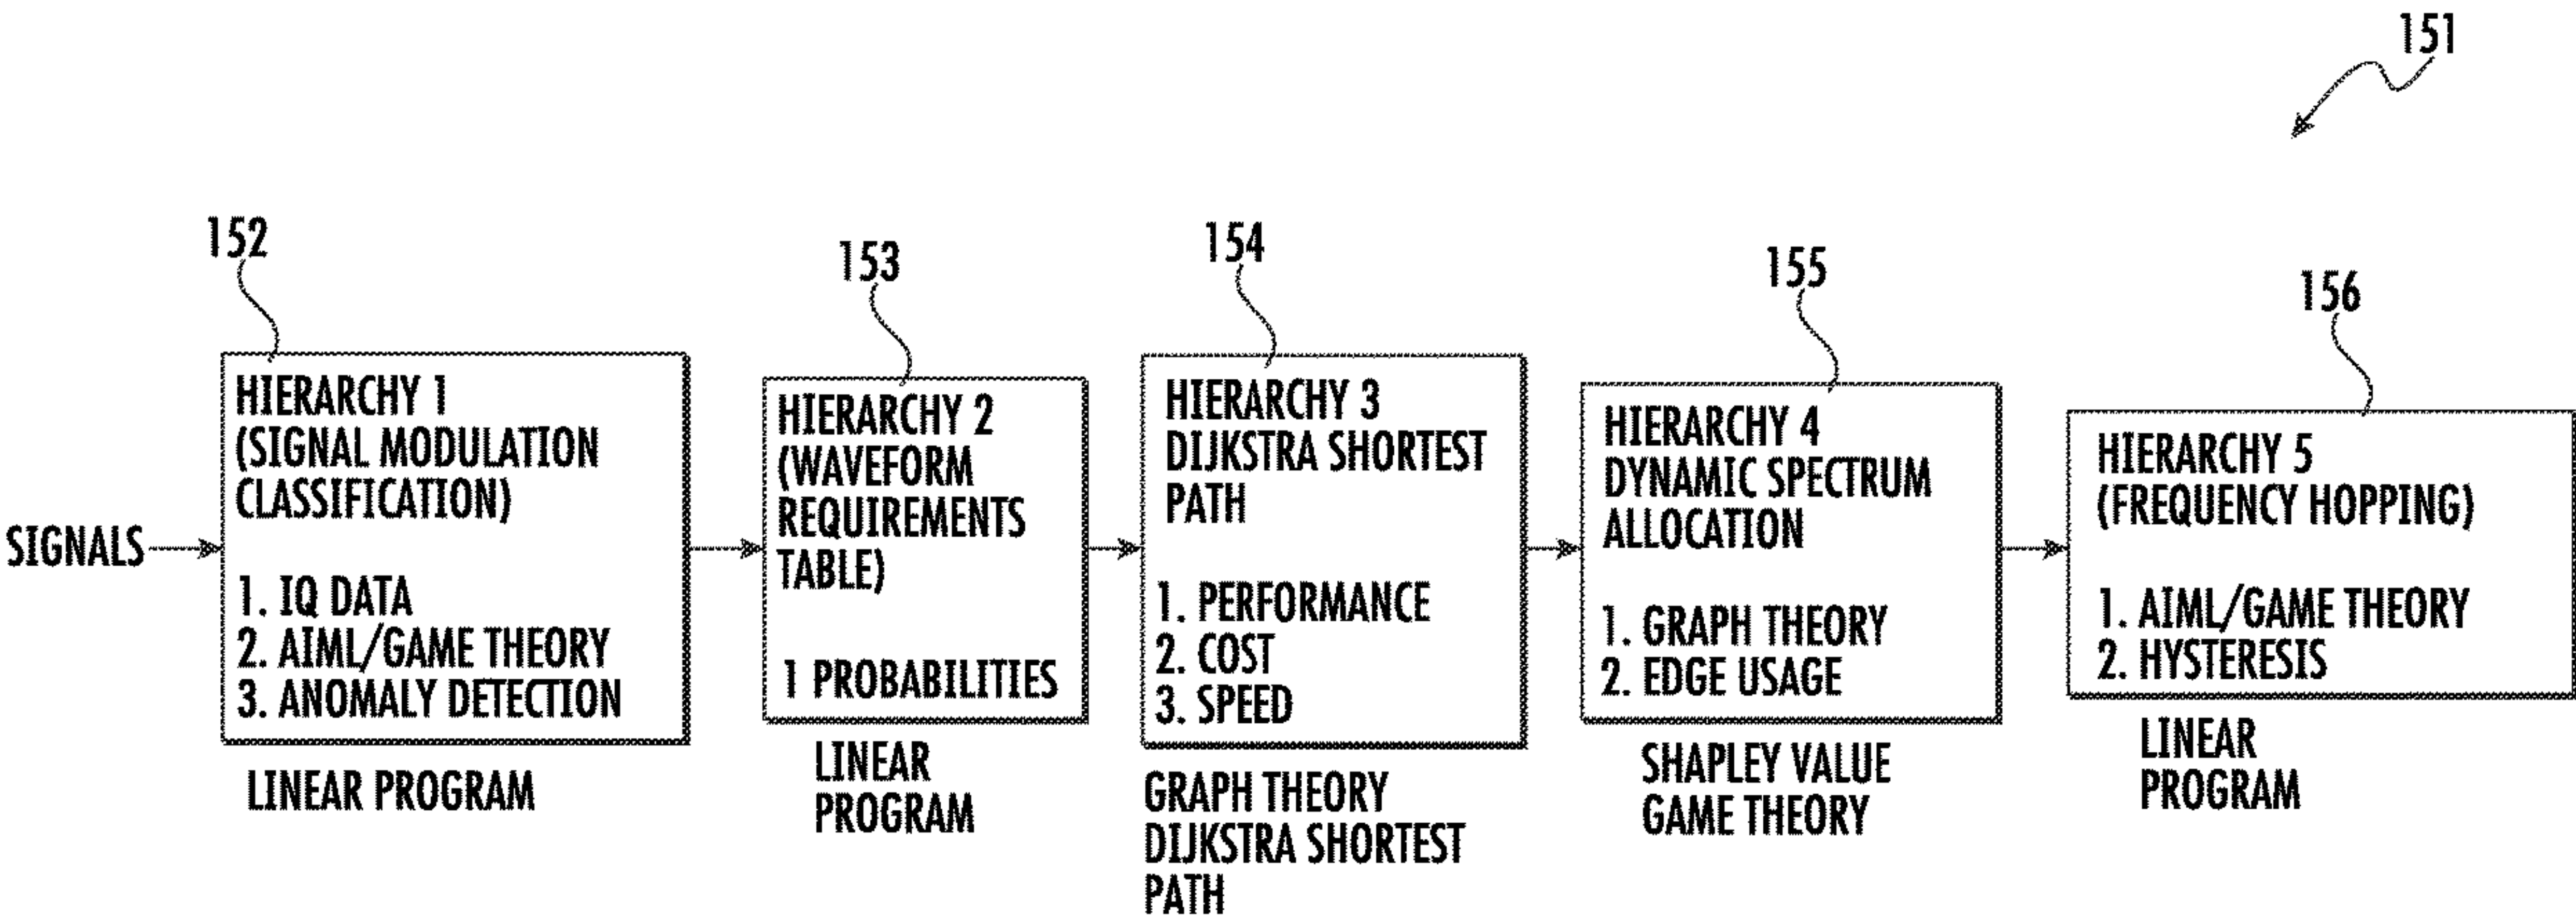 151
152
153
154
155
156
SIGNALS
HIERARCHY 1
(SIGNAL MODULATION
CLASSIFICATION)
1. IQ DATA
2. AIML/GAME THEORY
3. ANOMALY DETECTION
LINEAR PROGRAM
HIERARCHY 2
(WAVEFORM
REQUIREMENTS
TABLE)
1 PROBABILITIES
LINEAR
PROGRAM
HIERARCHY 3
DIJKSTRA SHORTEST
PATH
1. PERFORMANCE
2. COST
3. SPEED
GRAPH THEORY
DIJKSTRA SHORTEST
PATH
HIERARCHY 4
DYNAMIC SPECTRUM
ALLOCATION
1. GRAPH THEORY
2. EDGE USAGE
SHAPLEY VALUE
GAME THEORY
HIERARCHY 5
(FREQUENCY HOPPING)
1. AIML/GAME THEORY
2. HYSTERESIS
LINEAR
PROGRAM